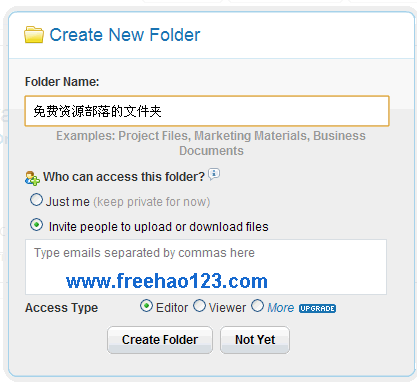 Create New Folder
Folder Name:
免费资源部落的文件夹
Examples: Project Files, Marketing Materials, Business
Documents
Who can access this folder?
Just me (keep private for now)
Invite people to upload or download files
Type emails separated by commas here
www.freehao123.com
Access Type Editor Viewer More UPGRADE
Create Folder Not Yet